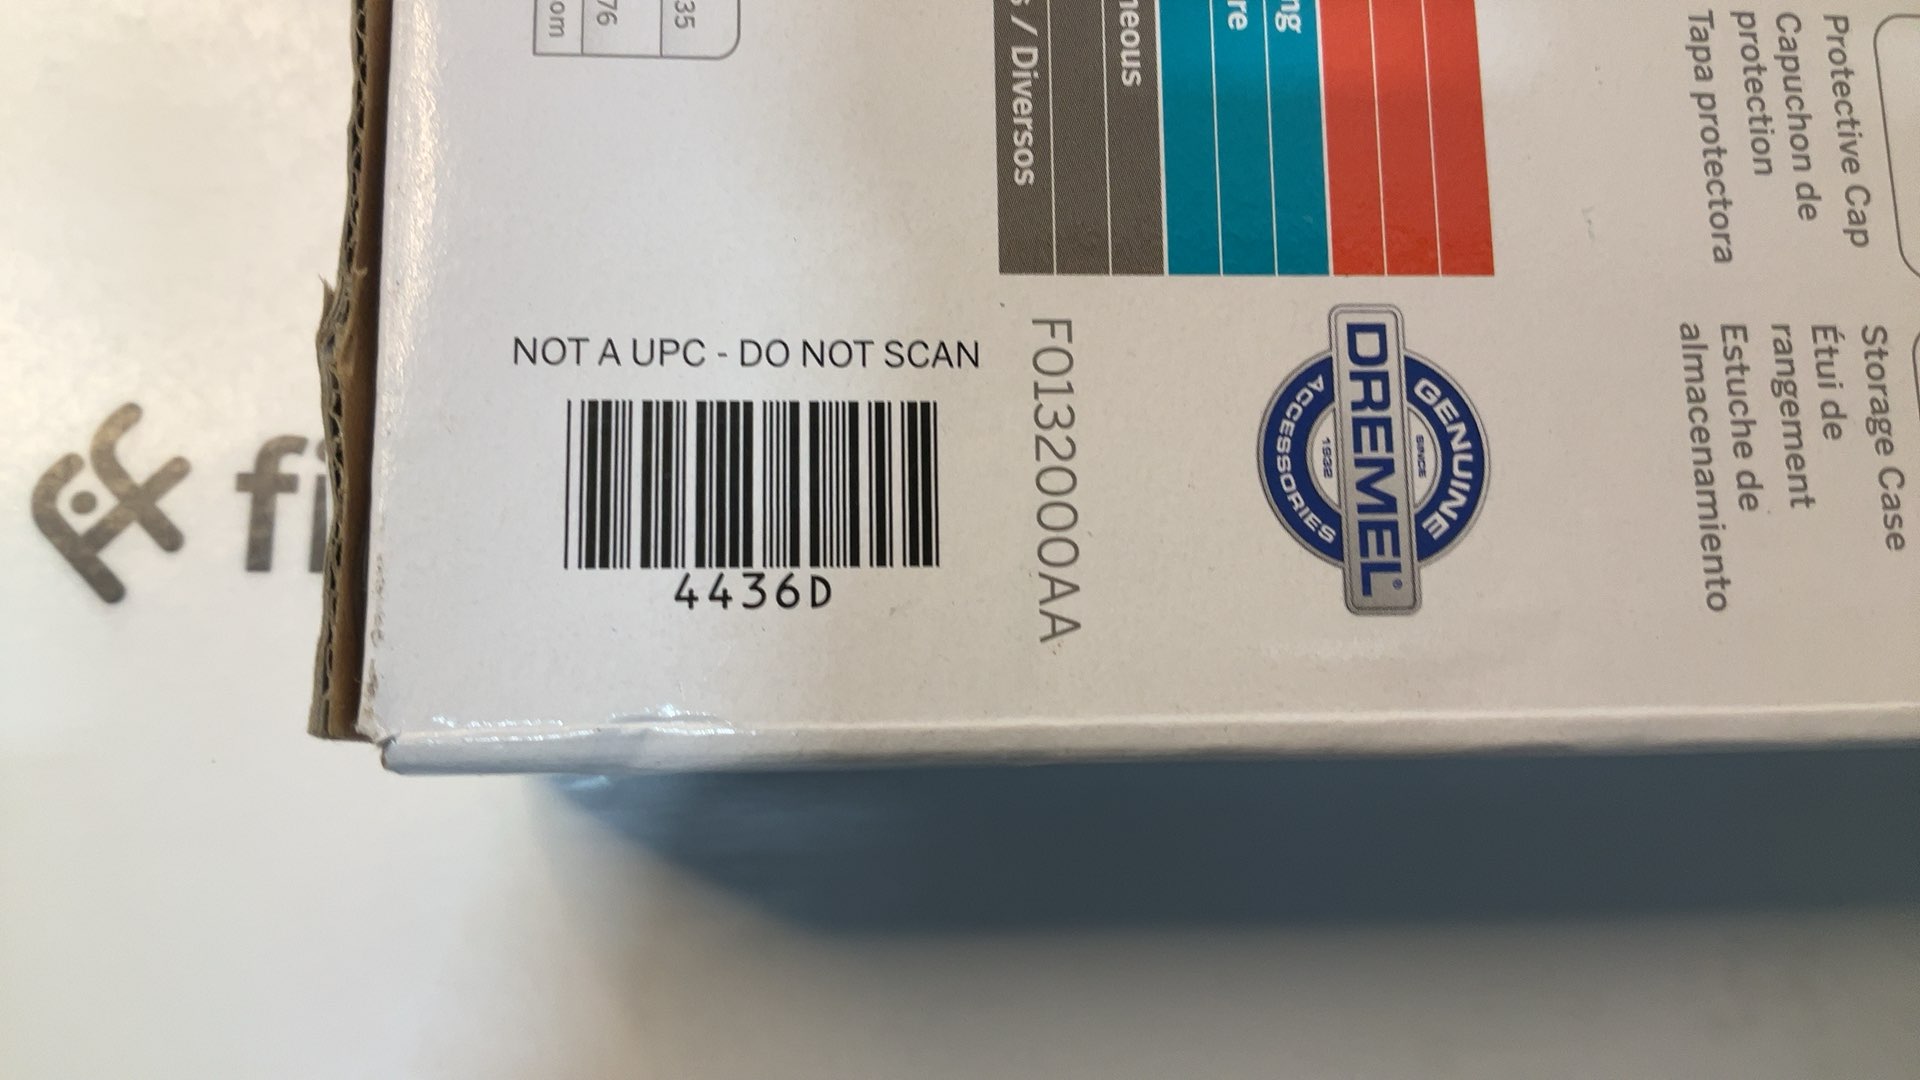 om
76
35
s / Diversos
neous
re
ng
Protective Cap
Capuchon de
protection
Tapa protectora
Storage Case
Étui de
rangement
Estuche de
almacenamiento
NOT A UPC - DO NOT SCAN
4436D
F0132000AA
GENUINE
SINCE
DREMEL®
1932
ACCESSORIES
fi